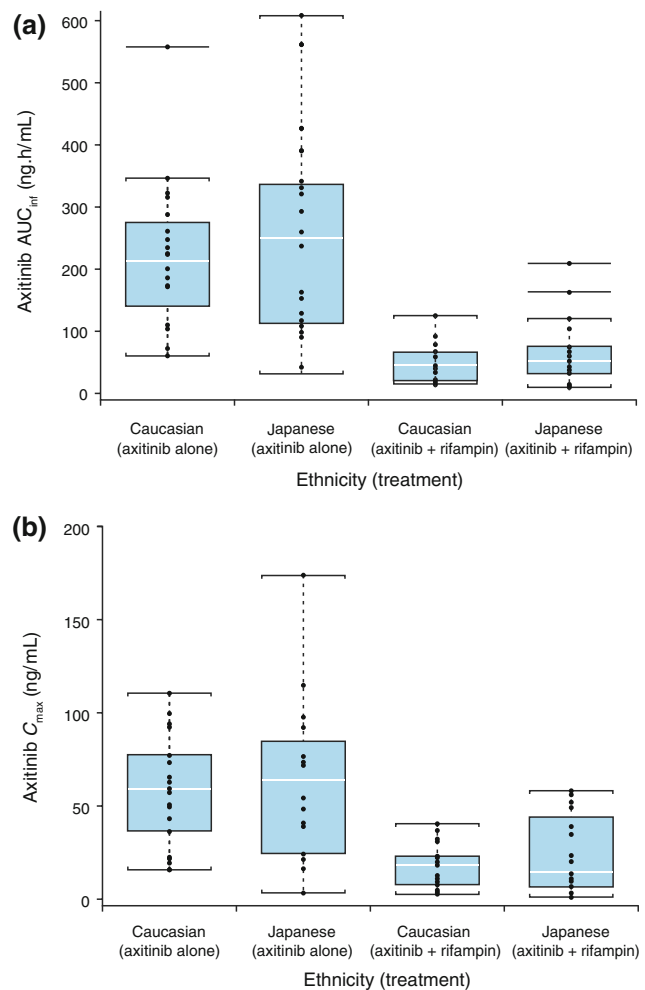 (a)
Axitinib AUCinf (ng.h/mL)
600
500
400
300
200
100
0
Caucasian
(axitinib alone)
Japanese
(axitinib alone)
Caucasian
(axitinib + rifampin)
Japanese
(axitinib + rifampin)
Ethnicity (treatment)
(b)
Axitinib Cmax (ng/mL)
200
150
100
50
0
Caucasian
(axitinib alone)
Japanese
(axitinib alone)
Caucasian
(axitinib + rifampin)
Japanese
(axitinib + rifampin)
Ethnicity (treatment)